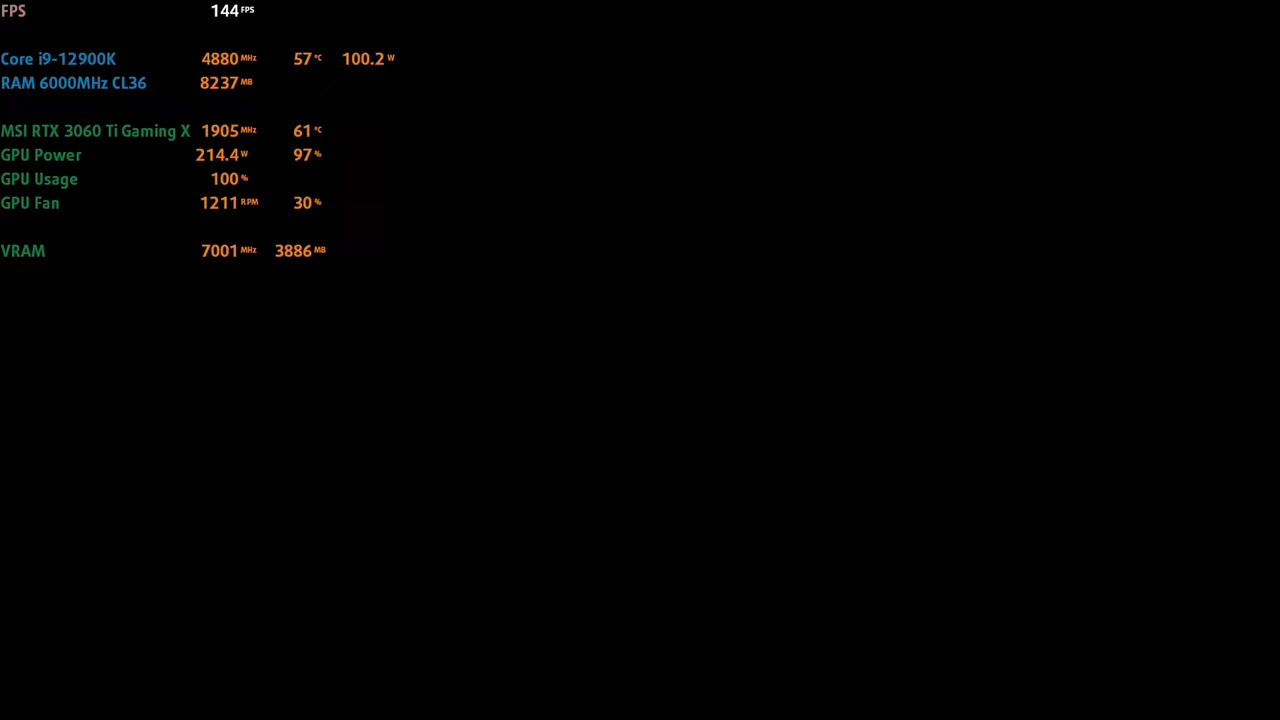 FPS 144 FPS
Core i9-12900K 4880 MHz 57 °C 100.2 W
RAM 6000MHz CL36 8237 MB
MSI RTX 3060 Ti Gaming X 1905 MHz 61 °C
GPU Power 214.4 W 97 %
GPU Usage 100 %
GPU Fan 1211 RPM 30 %
VRAM 7001 MHz 3886 MB